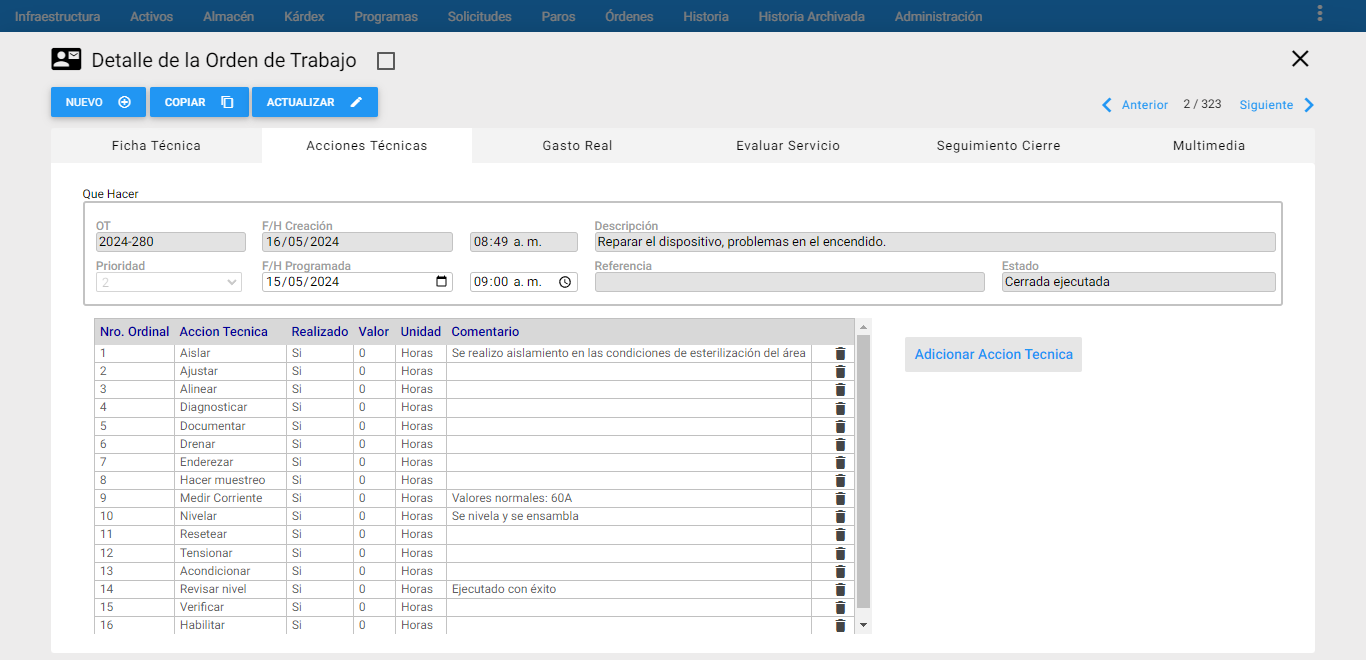 Infraestructura Activos Almacén Kárdex Programas Solicitudes Paros Órdenes Historia Historia Archivada Administración
Detalle de la Orden de Trabajo
NUEVO COPIAR ACTUALIZAR
Anterior 2 / 323 Siguiente
Ficha Técnica Acciones Técnicas Gasto Real Evaluar Servicio Seguimiento Cierre Multimedia
Que Hacer
OT F/H Creación Descripción
2024-280 16/05/2024 08:49 a. m. Reparar el dispositivo, problemas en el encendido.
Prioridad F/H Programada Referencia Estado
2 15/05/2024 09:00 a. m. Cerrada ejecutada
Nro. Ordinal Accion Tecnica Realizado Valor Unidad Comentario
1 Aislar Si 0 Horas Se realizo aislamiento en las condiciones de esterilización del área
Adicionar Accion Tecnica
2 Ajustar Si 0 Horas
3 Alinear Si 0 Horas
4 Diagnosticar Si 0 Horas
5 Documentar Si 0 Horas
6 Drenar Si 0 Horas
7 Enderezar Si 0 Horas
8 Hacer muestreo Si 0 Horas
9 Medir Corriente Si 0 Horas Valores normales: 60A
10 Nivelar Si 0 Horas Se nivela y se ensambla
11 Resetear Si 0 Horas
12 Tensionar Si 0 Horas
13 Acondicionar Si 0 Horas
14 Revisar nivel Si 0 Horas Ejecutado con éxito
15 Verificar Si 0 Horas
16 Habilitar Si 0 Horas